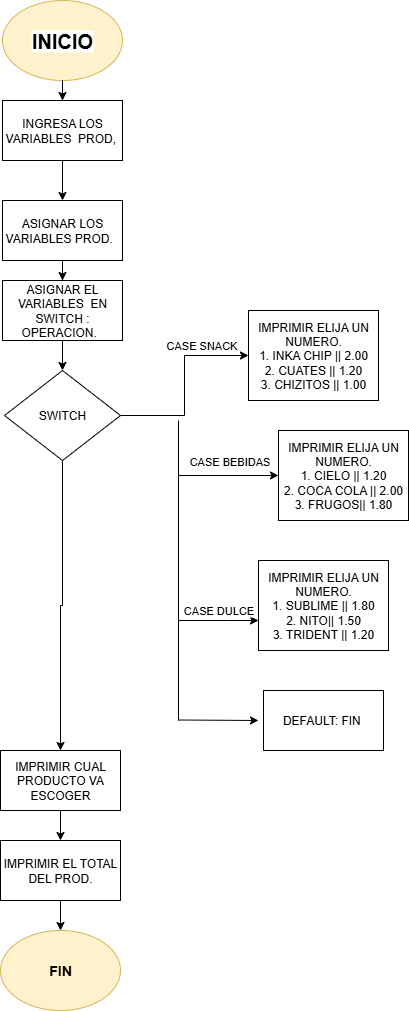 INICIO
INGRESA LOS
VARIABLES PROD,
ASIGNAR LOS
VARIABLES PROD.
ASIGNAR EL
VARIABLES EN
SWITCH :
OPERACION.
SWITCH
CASE SNACK
IMPRIMIR ELIJA UN
NUMERO.
1. INKA CHIP || 2.00
2. CUATES || 1.20
3. CHIZITOS || 1.00
CASE BEBIDAS
IMPRIMIR ELIJA UN
NUMERO.
1. CIELO || 1.20
2. COCA COLA || 2.00
3. FRUGOS|| 1.80
CASE DULCE
IMPRIMIR ELIJA UN
NUMERO.
1. SUBLIME || 1.80
2. NITO|| 1.50
3. TRIDENT || 1.20
DEFAULT: FIN
IMPRIMIR CUAL
PRODUCTO VA
ESCOGER
IMPRIMIR EL TOTAL
DEL PROD.
FIN